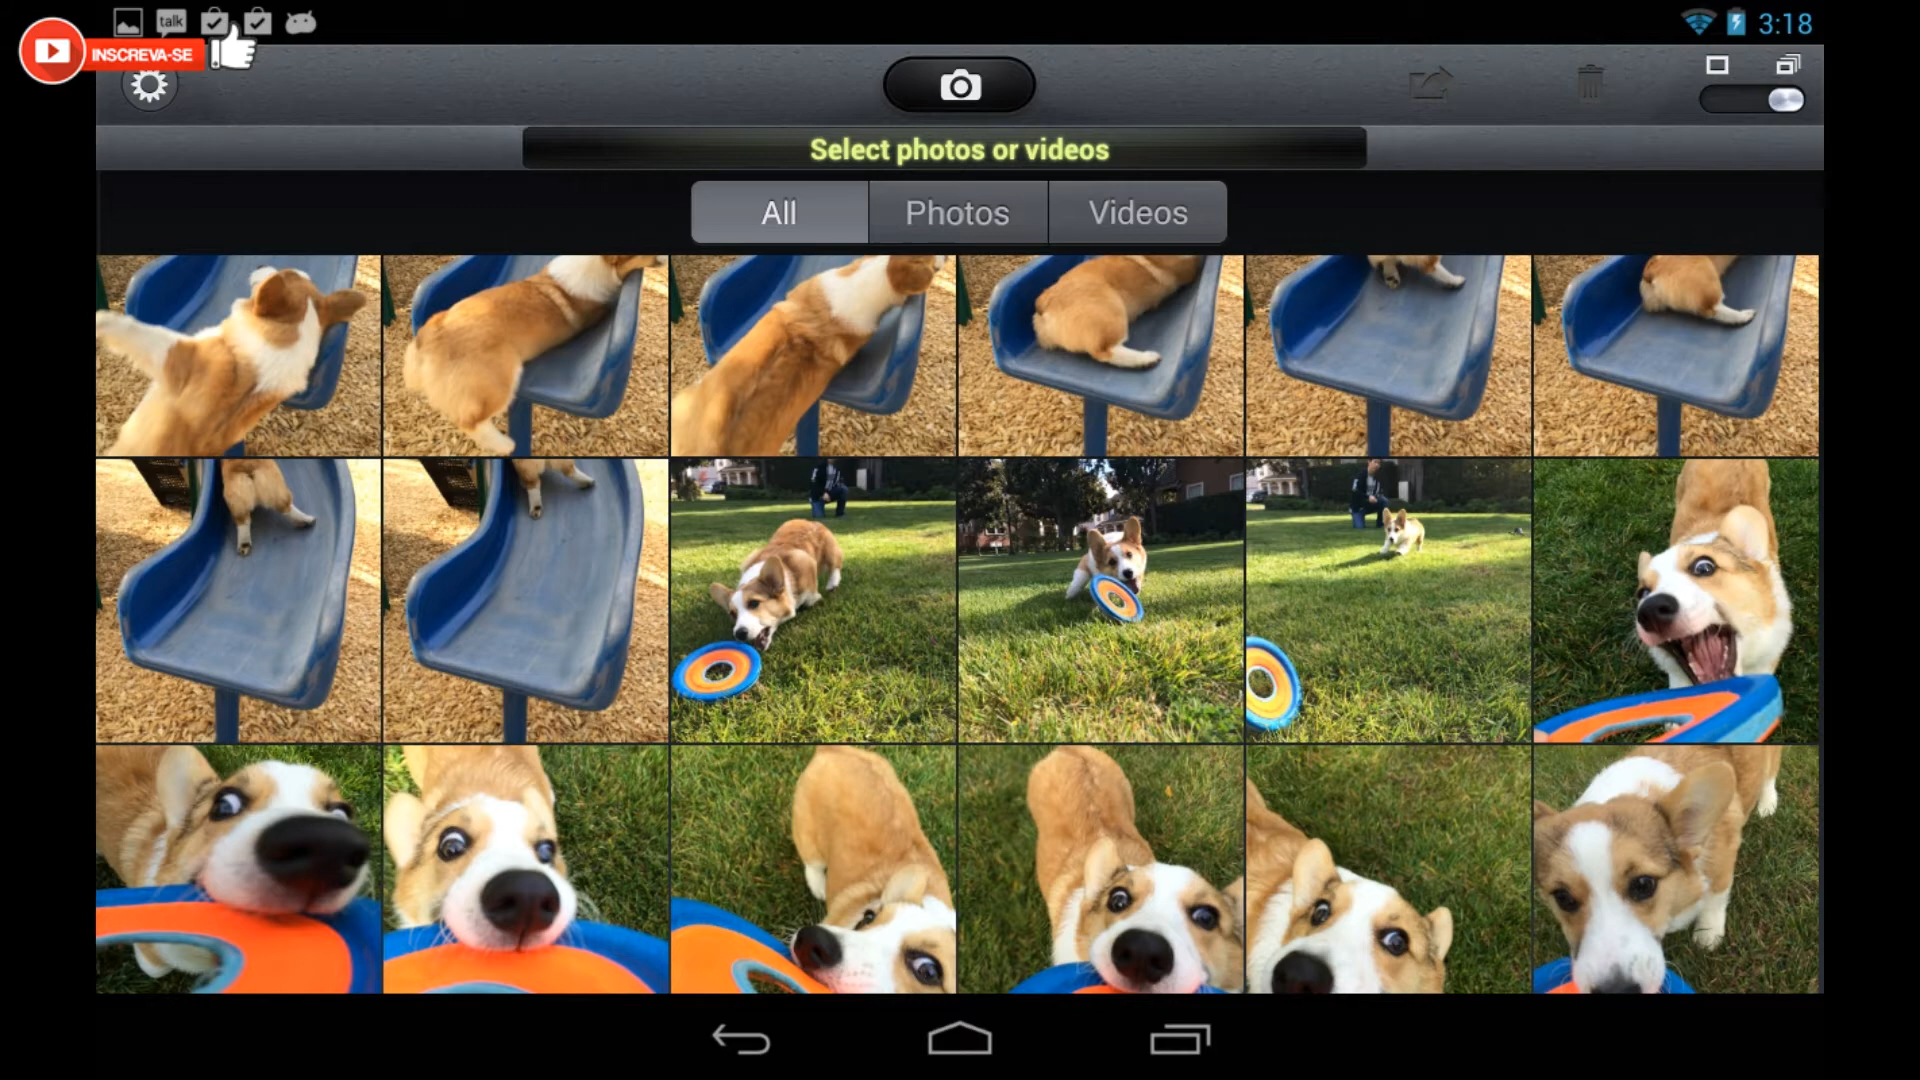 talk
3:18
INSCREVA-SE
Select photos or videos
All
Photos
Videos